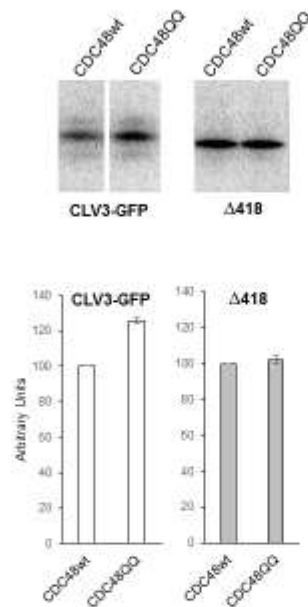 CDC48wt CDC48QQ CDC48wt CDC48QQ
CLV3-GFP Δ418
CLV3-GFP Δ418
Arbitrary Units
140 140
120 120
100 100
80 80
60 60
40 40
20 20
0 0
CDC48wt CDC48QQ CDC48wt CDC48QQ